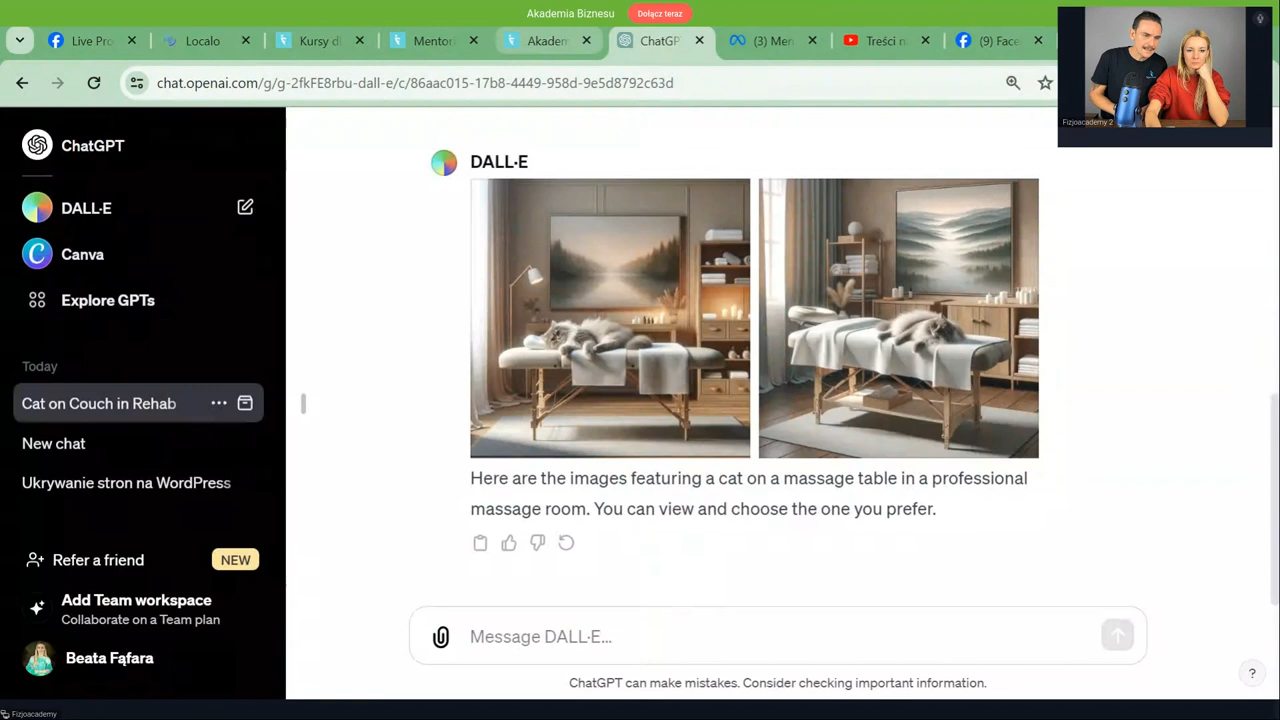 Akademia Biznesu Dołącz teraz
Live Pro Localo Kursy dl Mentor Akadem ChatGP (3) Men Treści n (9) Face
chat.openai.com/g/g-2fkFE8rbu-dall-e/c/86aac015-17b8-4449-958d-9e5d8792c63d
Fizjoacademy 2
ChatGPT
DALL·E
Canva
Explore GPTs
Today
Cat on Couch in Rehab
New chat
Ukrywanie stron na WordPress
Refer a friend NEW
Add Team workspace
Collaborate on a Team plan
Beata Fąfara
DALL·E
Here are the images featuring a cat on a massage table in a professional
massage room. You can view and choose the one you prefer.
Message DALL·E...
ChatGPT can make mistakes. Consider checking important information.
?
Fizjoacademy